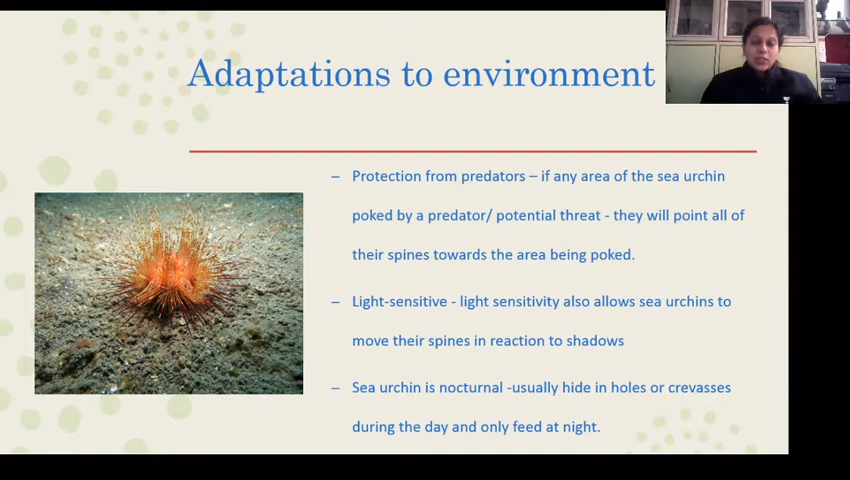 Adaptations to environment
– Protection from predators – if any area of the sea urchin
poked by a predator/ potential threat - they will point all of
their spines towards the area being poked.
– Light-sensitive - light sensitivity also allows sea urchins to
move their spines in reaction to shadows
– Sea urchin is nocturnal -usually hide in holes or crevasses
during the day and only feed at night.